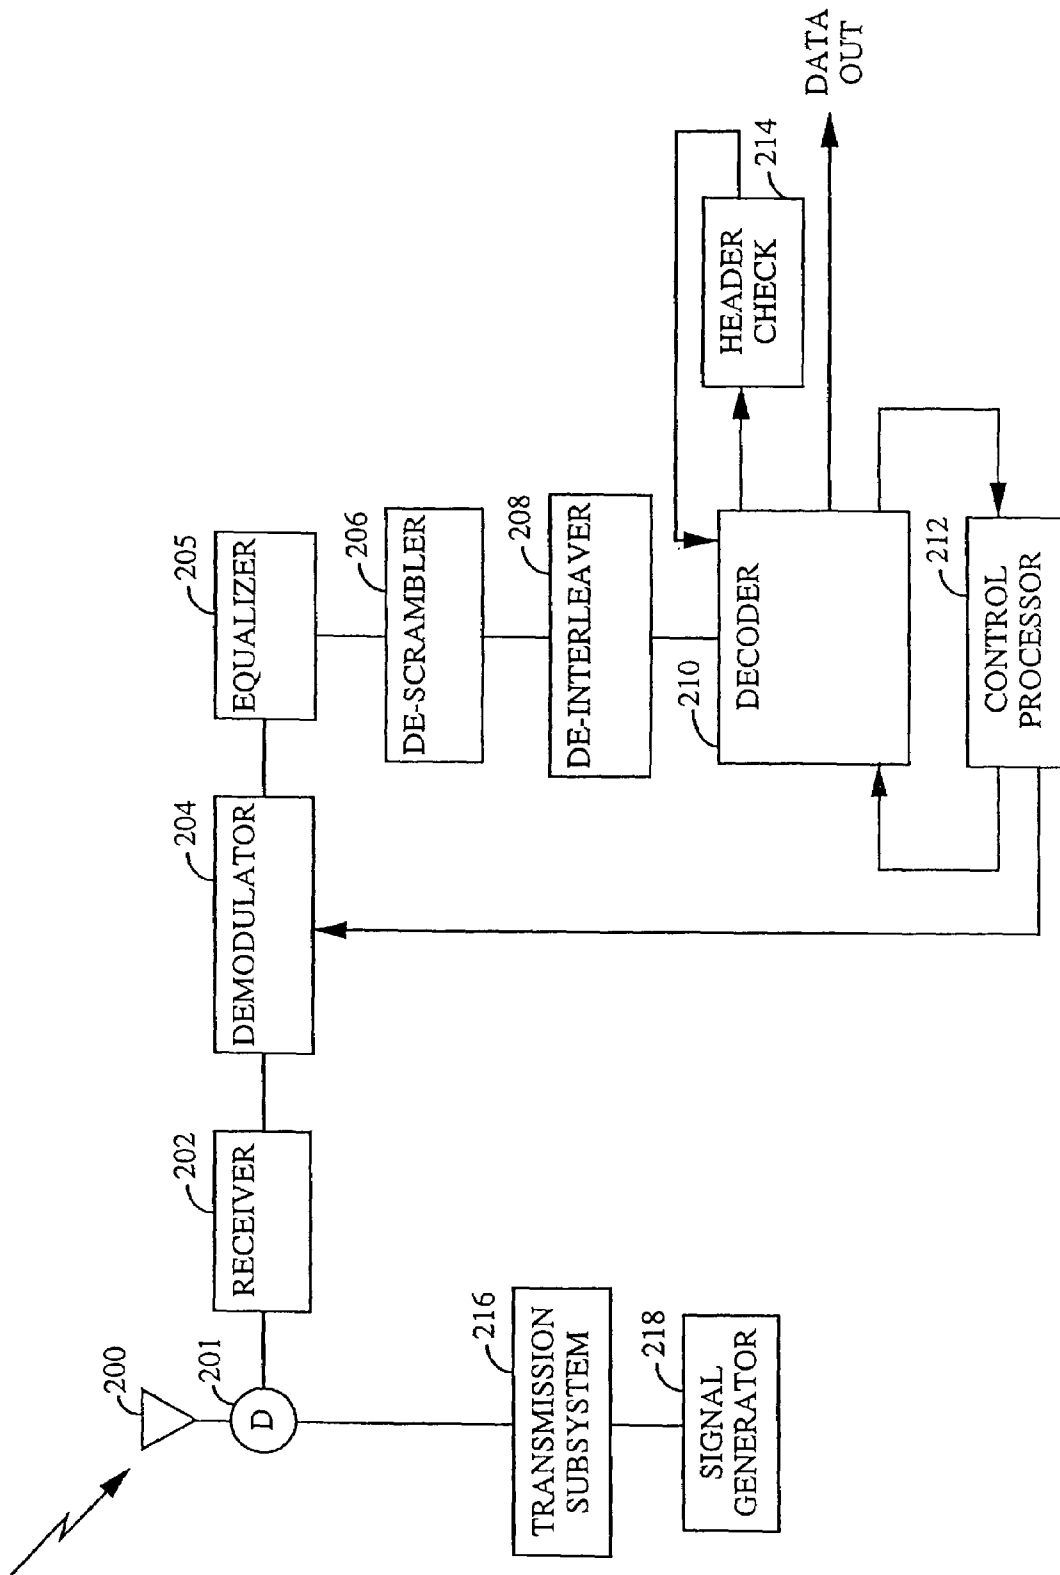 200
201
D
202
RECEIVER
204
DEMODULATOR
205
EQUALIZER
206
DE-SCRAMBLER
208
DE-INTERLEAVER
210
DECODER
214
HEADER
CHECK
DATA
OUT
212
CONTROL
PROCESSOR
216
TRANSMISSION
SUBSYSTEM
218
SIGNAL
GENERATOR